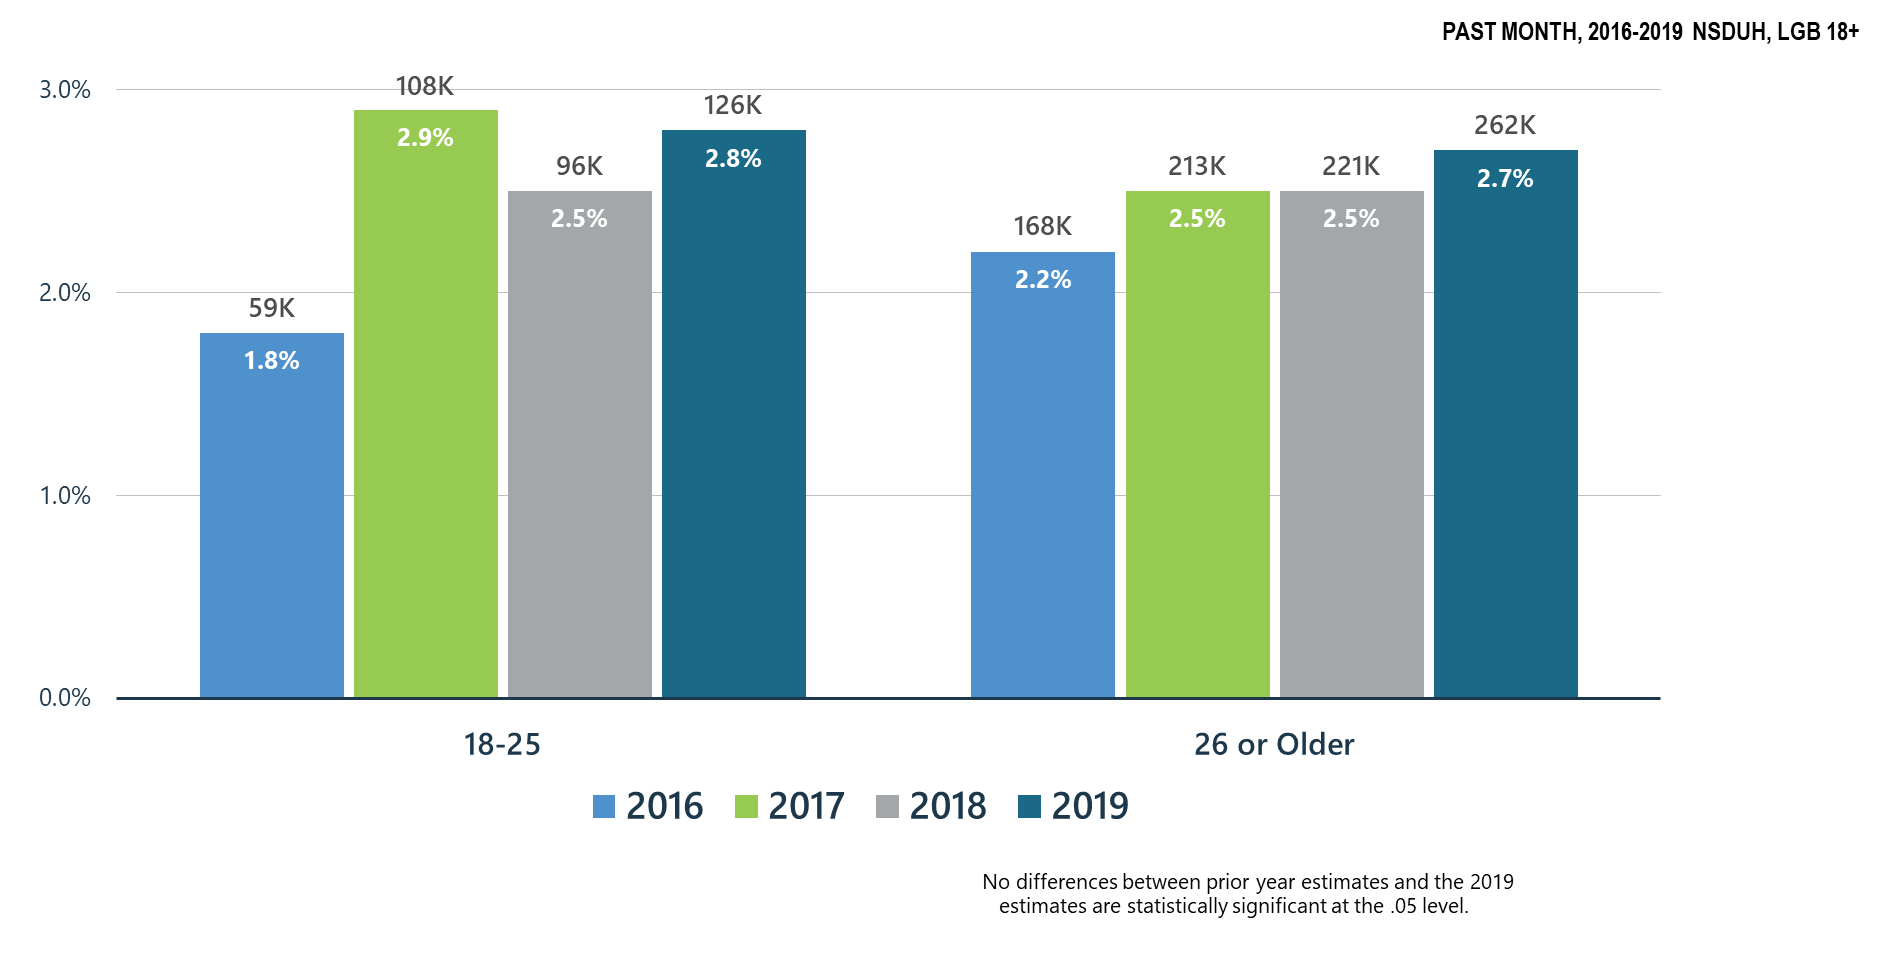 PAST MONTH, 2016-2019 NSDUH, LGB 18+
3.0%
2.0%
1.0%
0.0%
59K
1.8%
108K
2.9%
96K
2.5%
126K
2.8%
168K
2.2%
213K
2.5%
221K
2.5%
262K
2.7%
18-25
26 or Older
2016 2017 2018 2019
No differences between prior year estimates and the 2019
estimates are statistically significant at the .05 level.